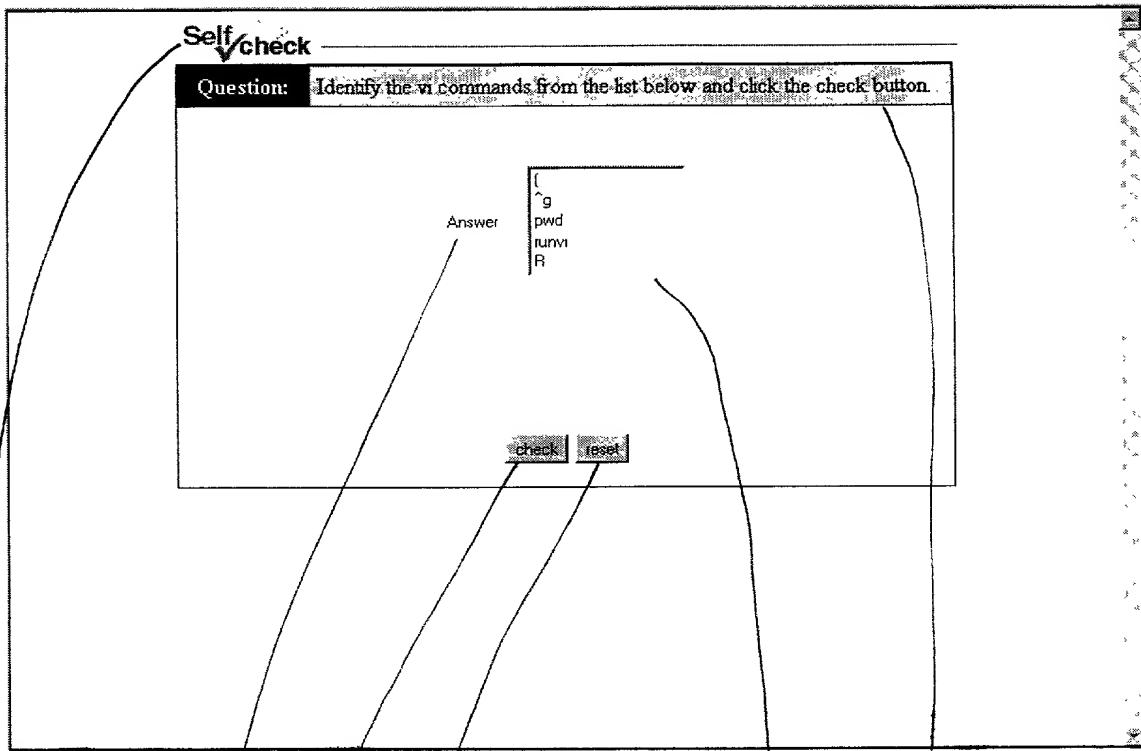 Self check
Question: Identify the vi commands from the list below and click the check button.
Answer
{
^g
pwd
runvi
R
check reset